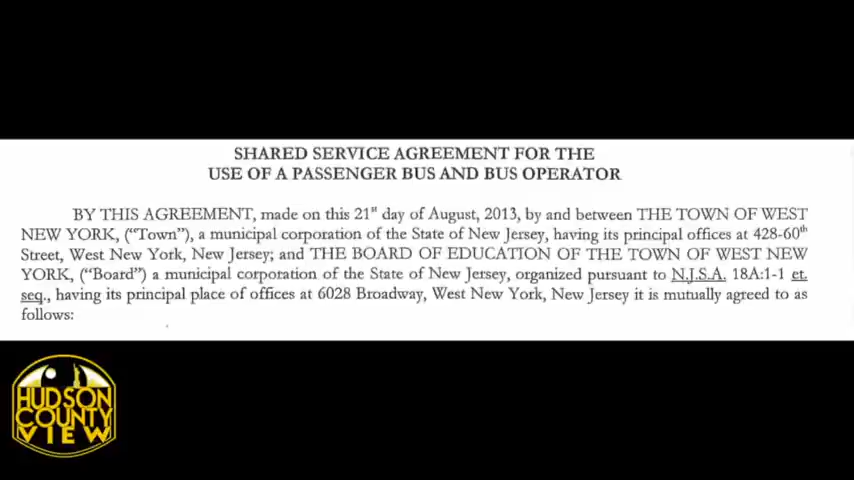 SHARED SERVICE AGREEMENT FOR THE
USE OF A PASSENGER BUS AND BUS OPERATOR
BY THIS AGREEMENT, made on this 21st day of August, 2013, by and between THE TOWN OF WEST
NEW YORK, (“Town”), a municipal corporation of the State of New Jersey, having its principal offices at 428-60th
Street, West New York, New Jersey; and THE BOARD OF EDUCATION OF THE TOWN OF WEST NEW
YORK, (“Board”) a municipal corporation of the State of New Jersey, organized pursuant to N.J.S.A. 18A:1-1 et.
seq., having its principal place of offices at 6028 Broadway, West New York, New Jersey it is mutually agreed to as
follows:
HUDSON
COUNTY
VIEW